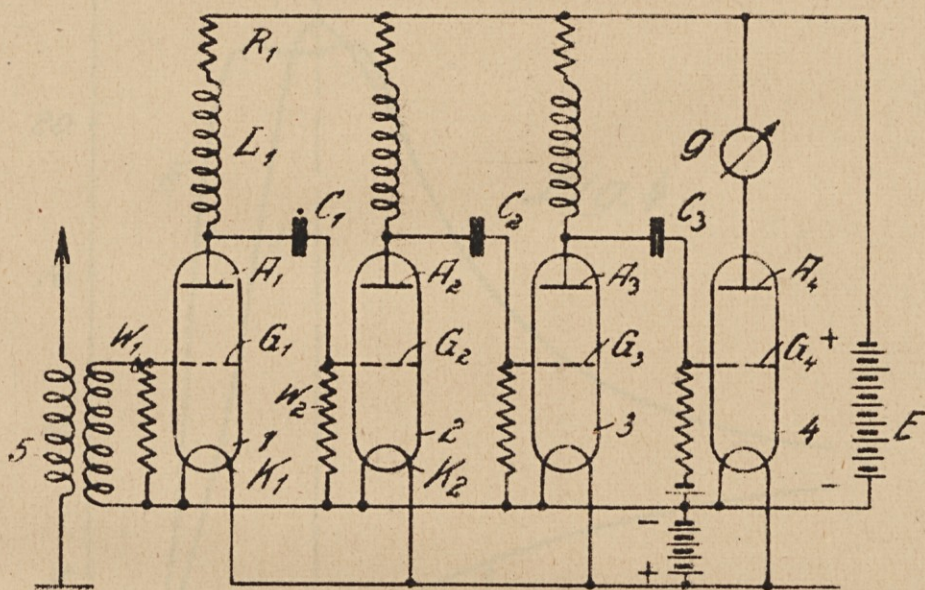 R₁
L₁
C₁
C₂
C₃
g
A₁
A₂
A₃
A₄
+
W₁
G₁
G₂
G₃
G₄
W₂
5
1
2
3
4
E
K₁
K₂
-
-
+